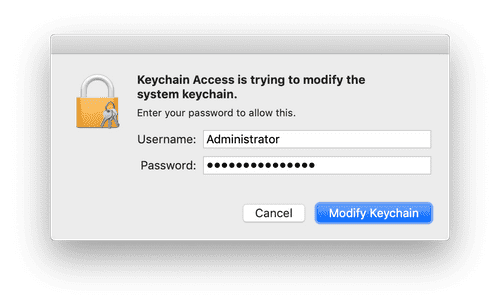 Keychain Access is trying to modify the
system keychain.
Enter your password to allow this.
Username: Administrator
Password: ●●●●●●●●●●●●●●●
Cancel Modify Keychain